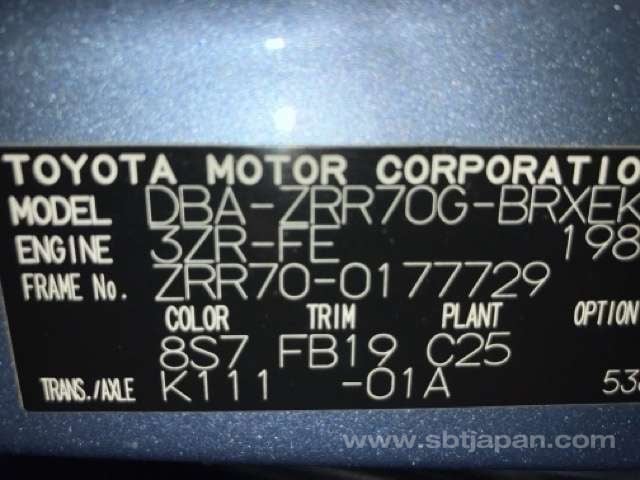 TOYOTA MOTOR CORPORATIO
MODEL DBA-ZRR70G-BRXEK
ENGINE 3ZR-FE 198
FRAME No. ZRR70-0177729
COLOR TRIM PLANT OPTION
8S7 FB19 C25
TRANS./AXLE K111 -01A 53
www.sbtjapan.com